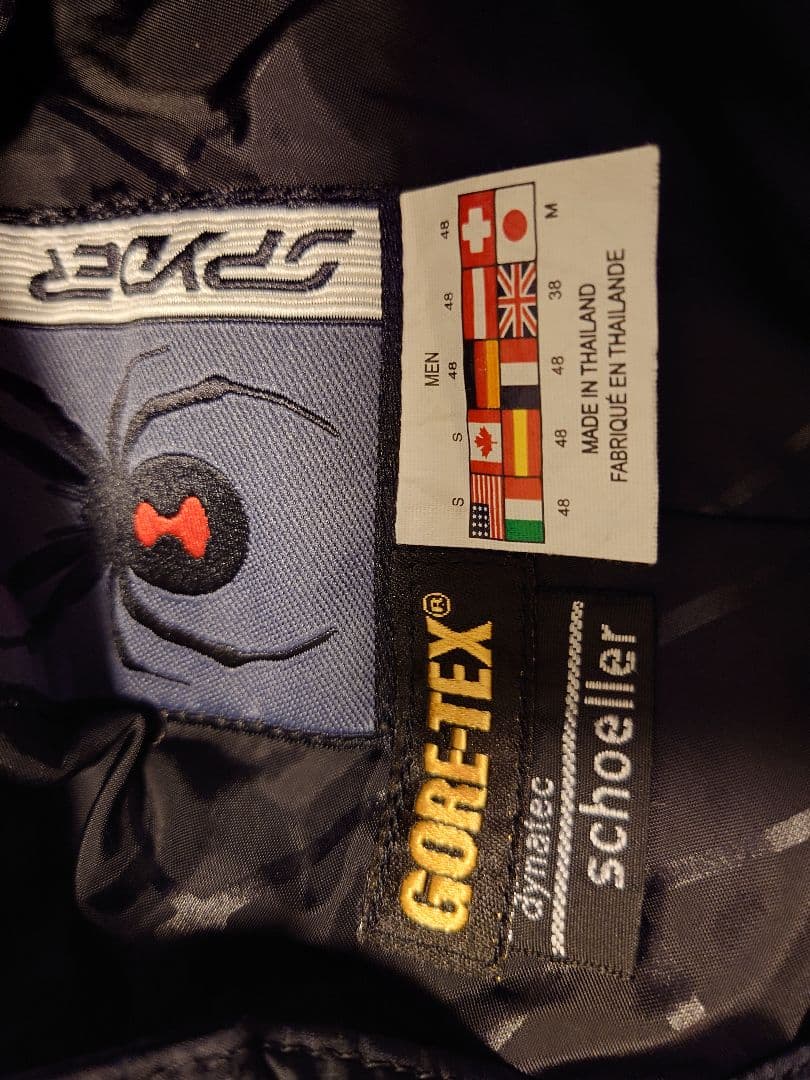 SPYDER
MEN
S S 48 48 48
48 48 48 38 M
MADE IN THAILAND
FABRIQUÉ EN THAILANDE
GORE-TEX®
dynatec
schoeller